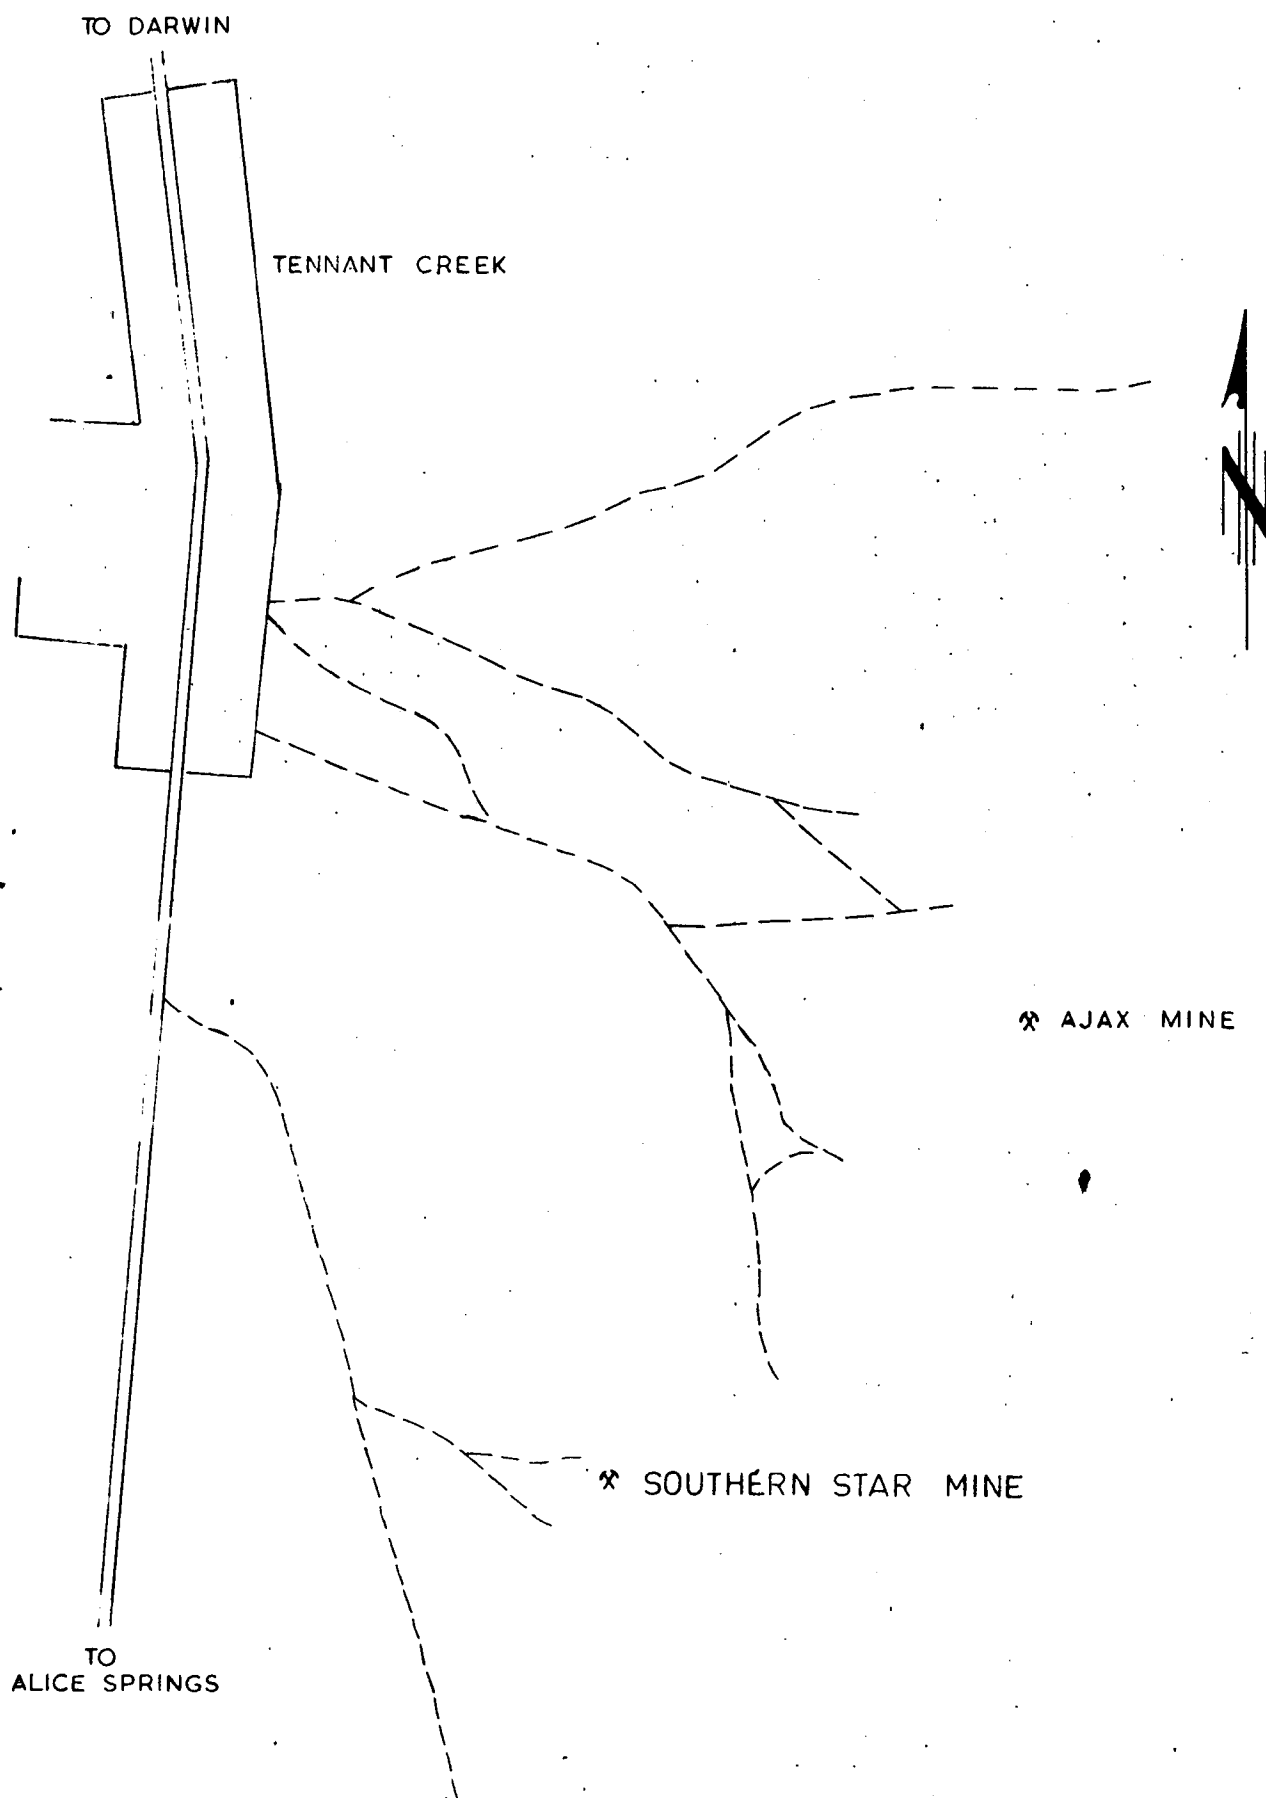 TO DARWIN
TENNANT CREEK
N
AJAX MINE
SOUTHERN STAR MINE
TO
ALICE SPRINGS